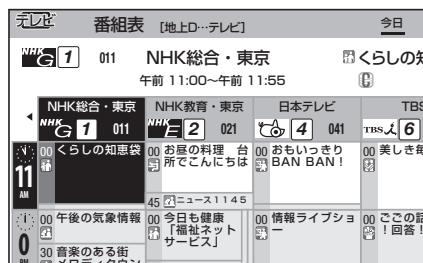 テレビ 番組表 [地上D…テレビ] 今日
NHK G 1 011 NHK総合・東京 くらしの知
午前 11:00~午前 11:55
NHK総合・東京 NHK教育・東京 日本テレビ TBS
NHK G 1 011 NHK E 2 021 4 041 TBS 6
11 AM
00 くらしの知恵袋
00 お料理 台
所でこんにちは
00 おもいっきり
BAN BAN！
00 美しき毎
45 ニュース1145
0
00 午後の気象情報
00 今日も健康
「福祉ネット
サービス」
00 情報ライブショ
ー
00 ごごの話
！回答！
30 音楽のある街
メロディタウン